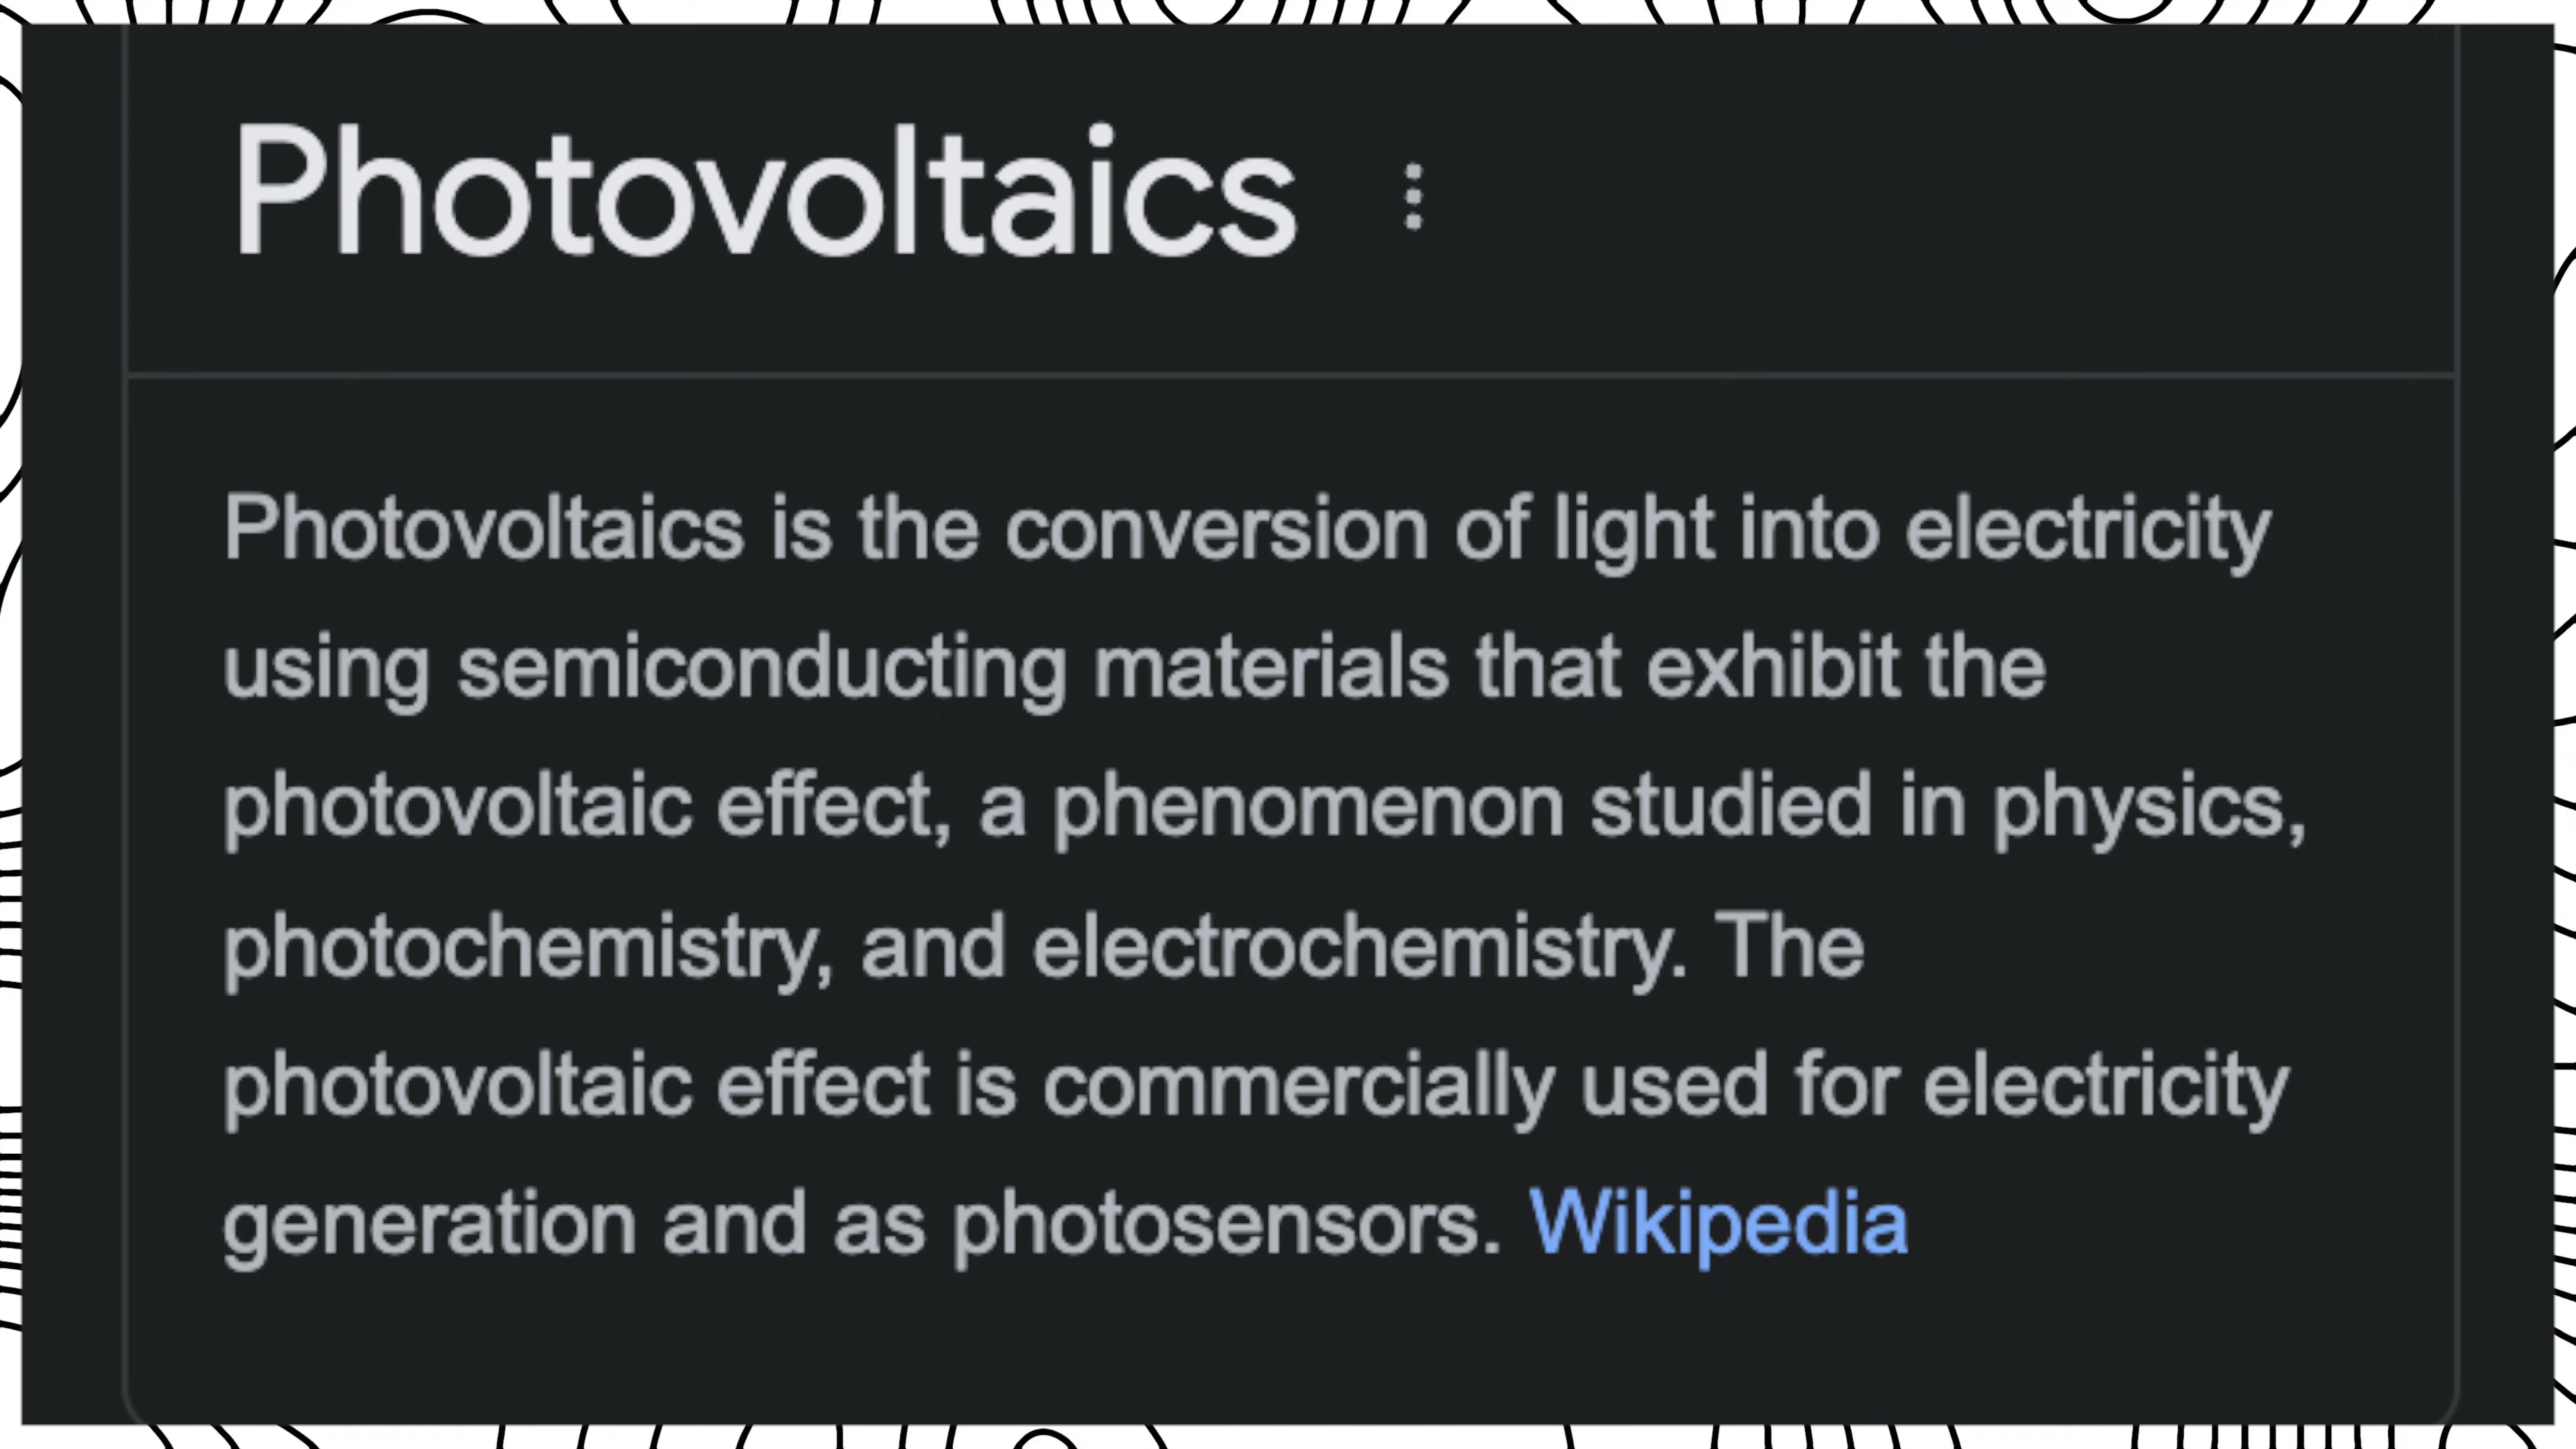 Photovoltaics
Photovoltaics is the conversion of light into electricity
using semiconducting materials that exhibit the
photovoltaic effect, a phenomenon studied in physics,
photochemistry, and electrochemistry. The
photovoltaic effect is commercially used for electricity
generation and as photosensors. Wikipedia